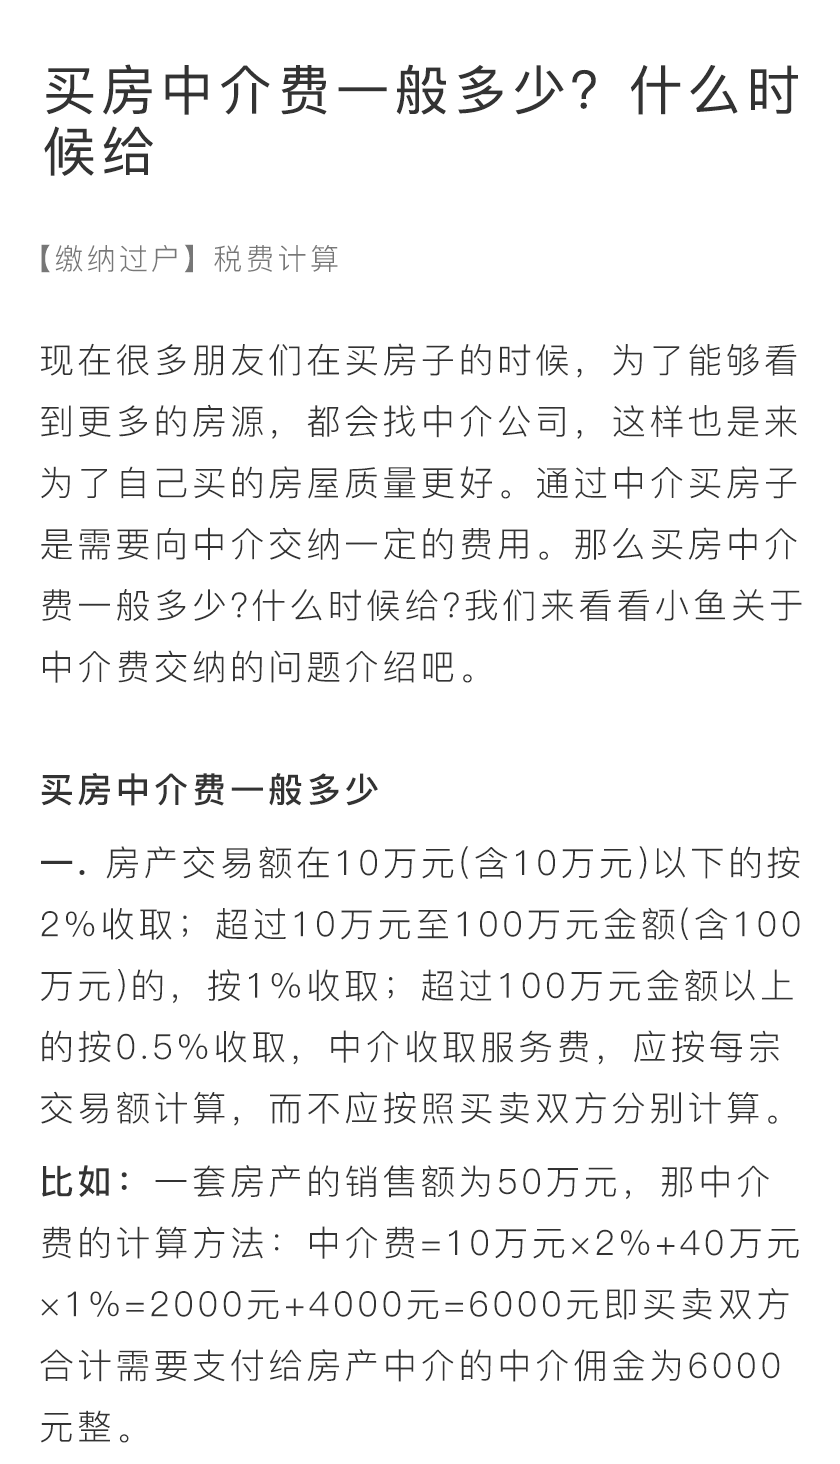 买房中介费一般多少？什么时
候给
【缴纳过户】税费计算
现在很多朋友们在买房子的时候，为了能够看
到更多的房源，都会找中介公司，这样也是来
为了自己买的房屋质量更好。通过中介买房子
是需要向中介交纳一定的费用。那么买房中介
费一般多少?什么时候给?我们来看看小鱼关于
中介费交纳的问题介绍吧。
买房中介费一般多少
一. 房产交易额在10万元(含10万元)以下的按
2%收取；超过10万元至100万元金额(含100
万元)的，按1%收取；超过100万元金额以上
的按0.5%收取，中介收取服务费，应按每宗
交易额计算，而不应按照买卖双方分别计算。
比如：一套房产的销售额为50万元，那中介
费的计算方法：中介费=10万元×2%+40万元
×1%=2000元+4000元=6000元即买卖双方
合计需要支付给房产中介的中介佣金为6000
元整。